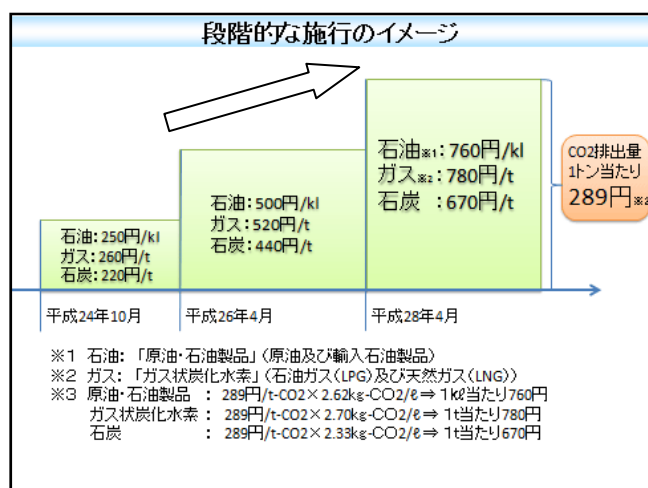 段階的な施行のイメージ
石油:250円/kl
ガス:260円/t
石炭:220円/t
石油:500円/kl
ガス:520円/t
石炭:440円/t
石油※1:760円/kl
ガス※2:780円/t
石炭 :670円/t
CO2排出量
1トン当たり
289円※2
平成24年10月
平成26年4月
平成28年4月
※1 石油: 「原油・石油製品」(原油及び輸入石油製品)
※2 ガス: 「ガス状炭化水素」(石油ガス(LPG)及び天然ガス(LNG))
※3 原油・石油製品 : 289円/t-CO2×2.62kg-CO2/ℓ⇒ 1kℓ当たり760円
ガス状炭化水素 : 289円/t-CO2×2.70kg-CO2/ℓ⇒ 1t当たり780円
石炭 : 289円/t-CO2×2.33kg-CO2/ℓ⇒ 1t当たり670円